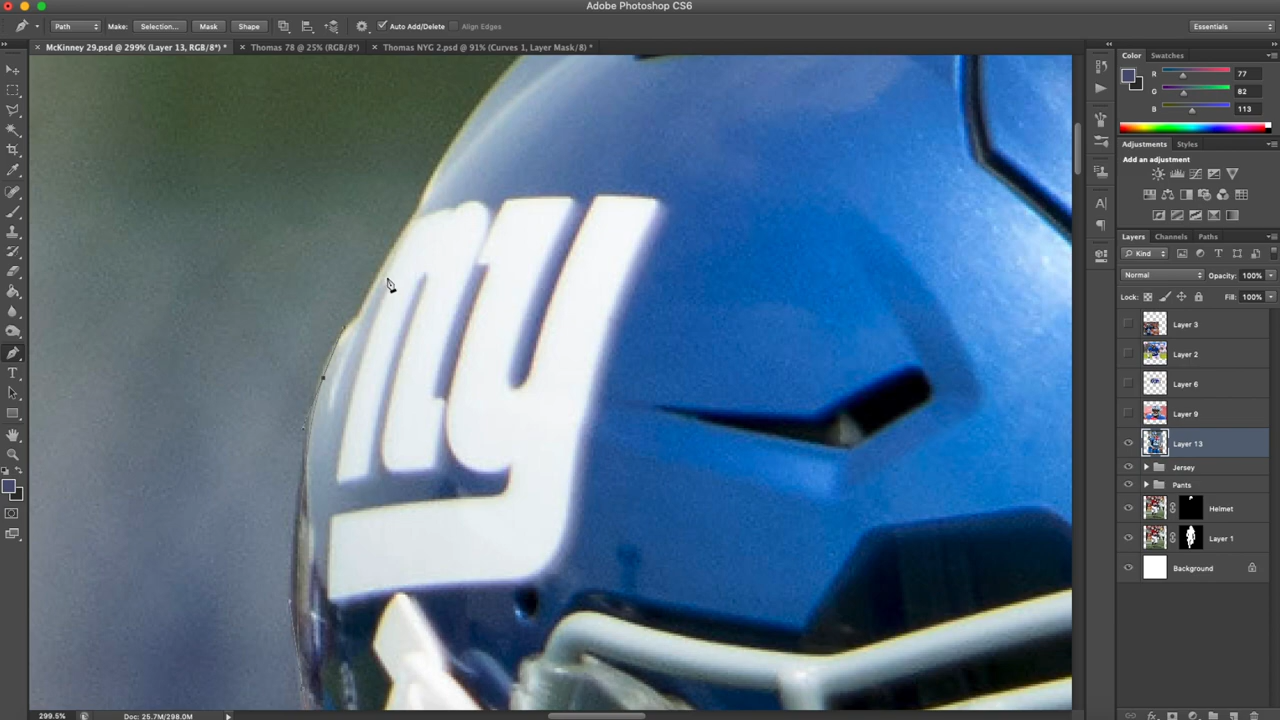 Adobe Photoshop CS6
Path Make: Selection... Mask Shape Auto Add/Delete Align Edges Essentials
× McKinney 29.psd @ 299% (Layer 13, RGB/8*) * × Thomas 78 @ 25% (RGB/8*) × Thomas NYG 2.psd @ 91% (Curves 1, Layer Mask/8) *
Color Swatches
R 77
G 82
B 113
Adjustments Styles
Add an adjustment
Layers Channels Paths
Kind
Normal Opacity: 100%
Lock: Fill: 100%
Layer 3
Layer 2
Layer 6
Layer 9
Layer 13
Jersey
Pants
Helmet
Layer 1
Background
ny
299.5% Doc: 25.7M/298.0M